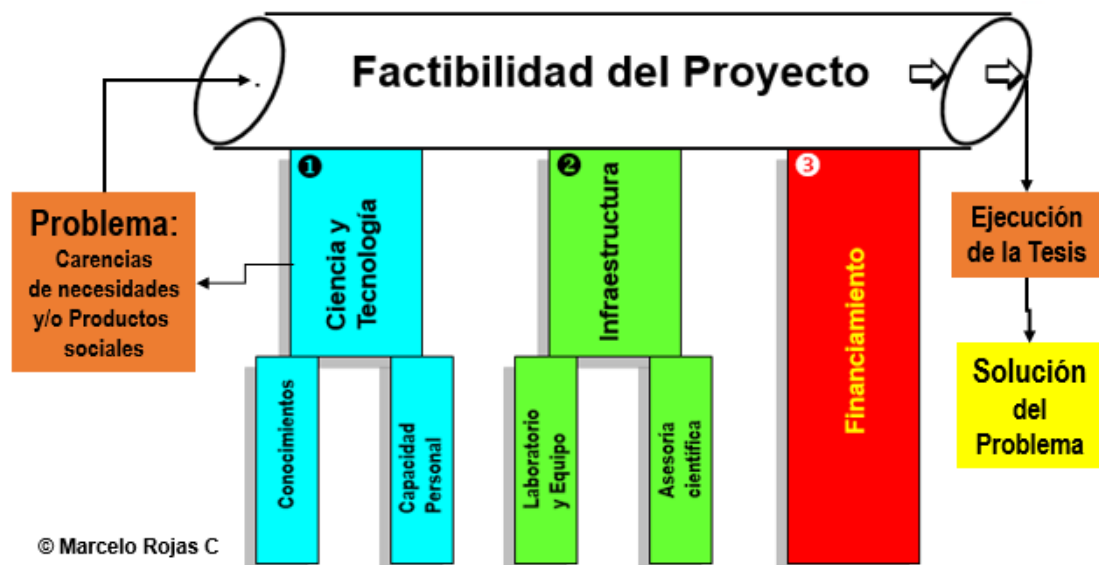 Factibilidad del Proyecto
Problema:
Carencias
de necesidades
y/o Productos
sociales
❶
Ciencia y
Tecnología
Conocimientos
Capacidad
Personal
❷
Infraestructura
Laboratorio
y Equipo
Asesoría
científica
❸
Financiamiento
Ejecución
de la Tesis
Solución
del
Problema
© Marcelo Rojas C